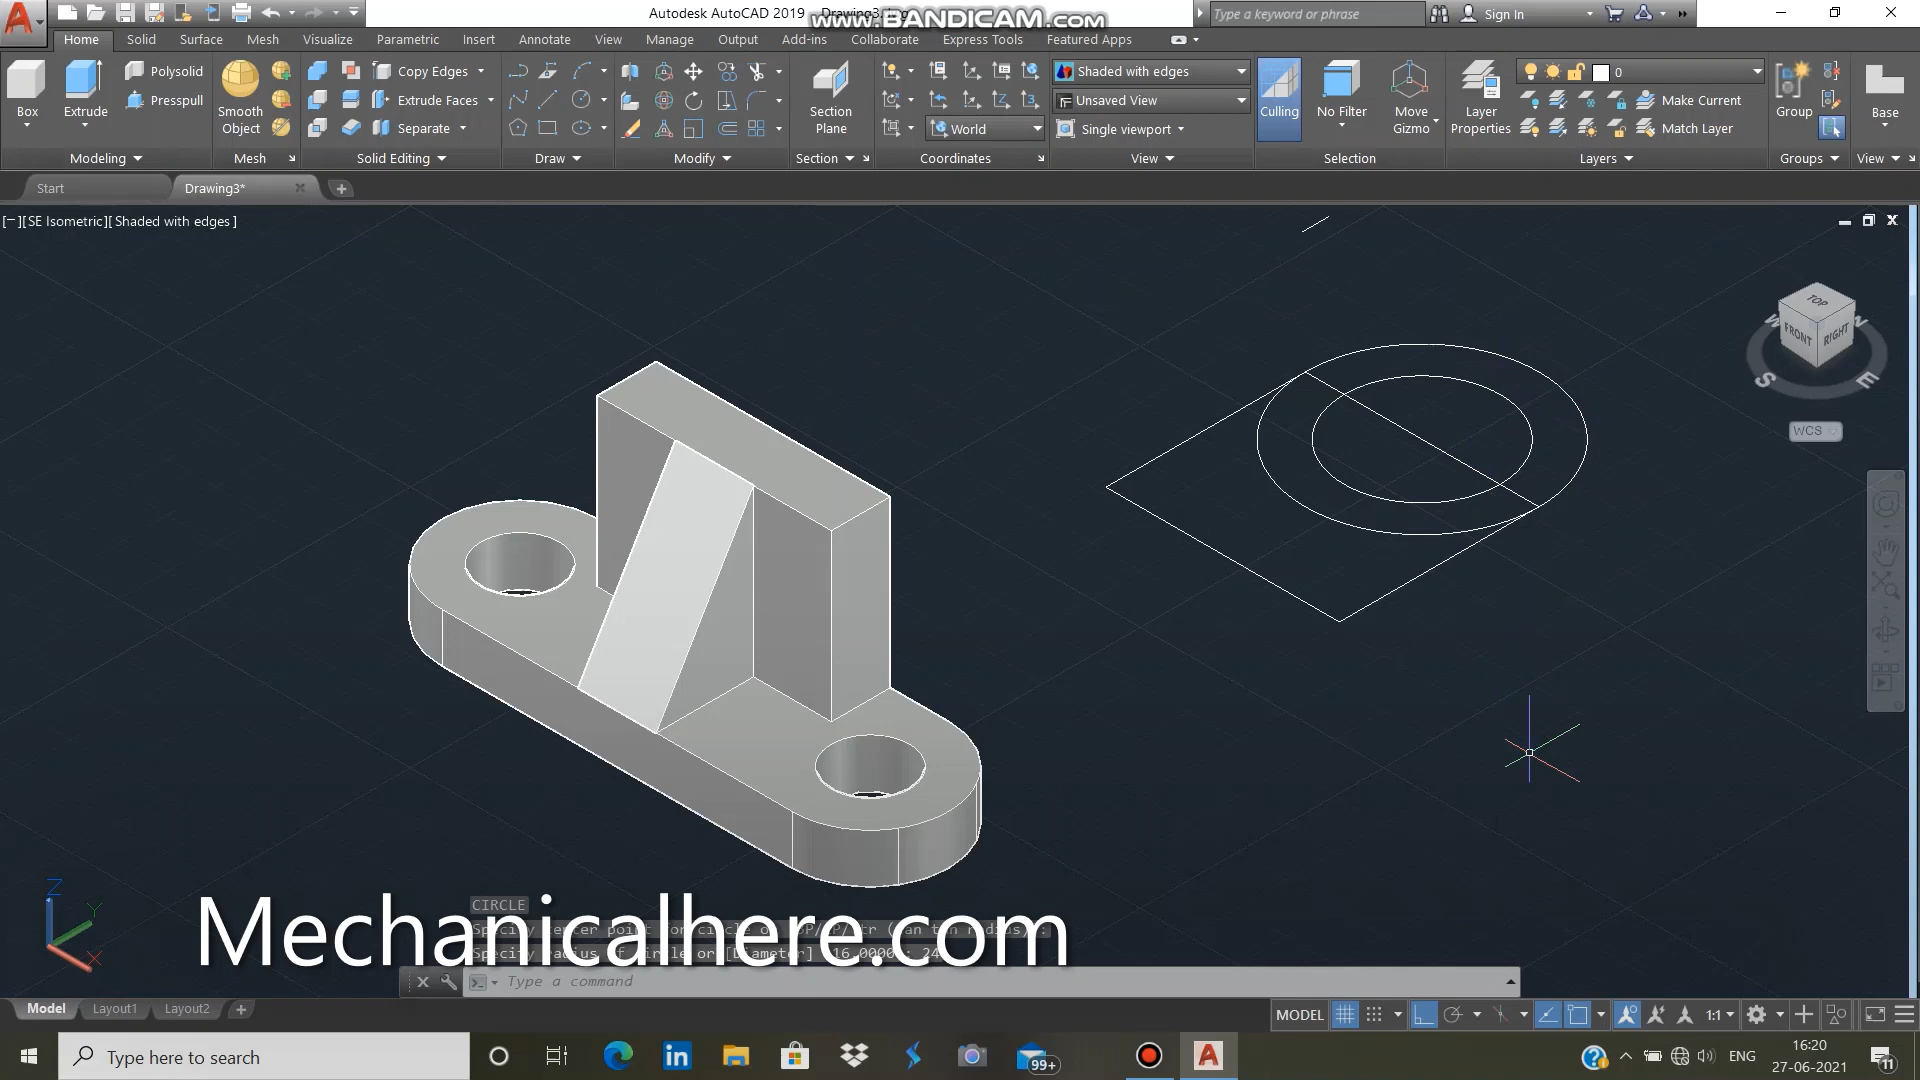 Autodesk AutoCAD 2019 Drawing3.dwg
www.BANDICAM.com
Type a keyword or phrase
Sign In
Home Solid Surface Mesh Visualize Parametric Insert Annotate View Manage Output Add-ins Collaborate Express Tools Featured Apps
Box
Extrude
Polysolid
Presspull
Modeling
Smooth
Object
Mesh
Copy Edges
Extrude Faces
Separate
Solid Editing
Draw
Modify
Section
Plane
Section
World
Coordinates
Shaded with edges
Unsaved View
Single viewport
View
Culling
No Filter
Move
Gizmo
Selection
Layer
Properties
0
Make Current
Match Layer
Layers
Group
Groups
Base
View
Start
Drawing3*
[−][SE Isometric][Shaded with edges]
TOP
FRONT
RIGHT
S
E
WCS
Z
Y
X
Mechanicalhere.com
CIRCLE
Type a command
Model
Layout1
Layout2
MODEL
1:1
Type here to search
99+
ENG
16:20
27-06-2021
11